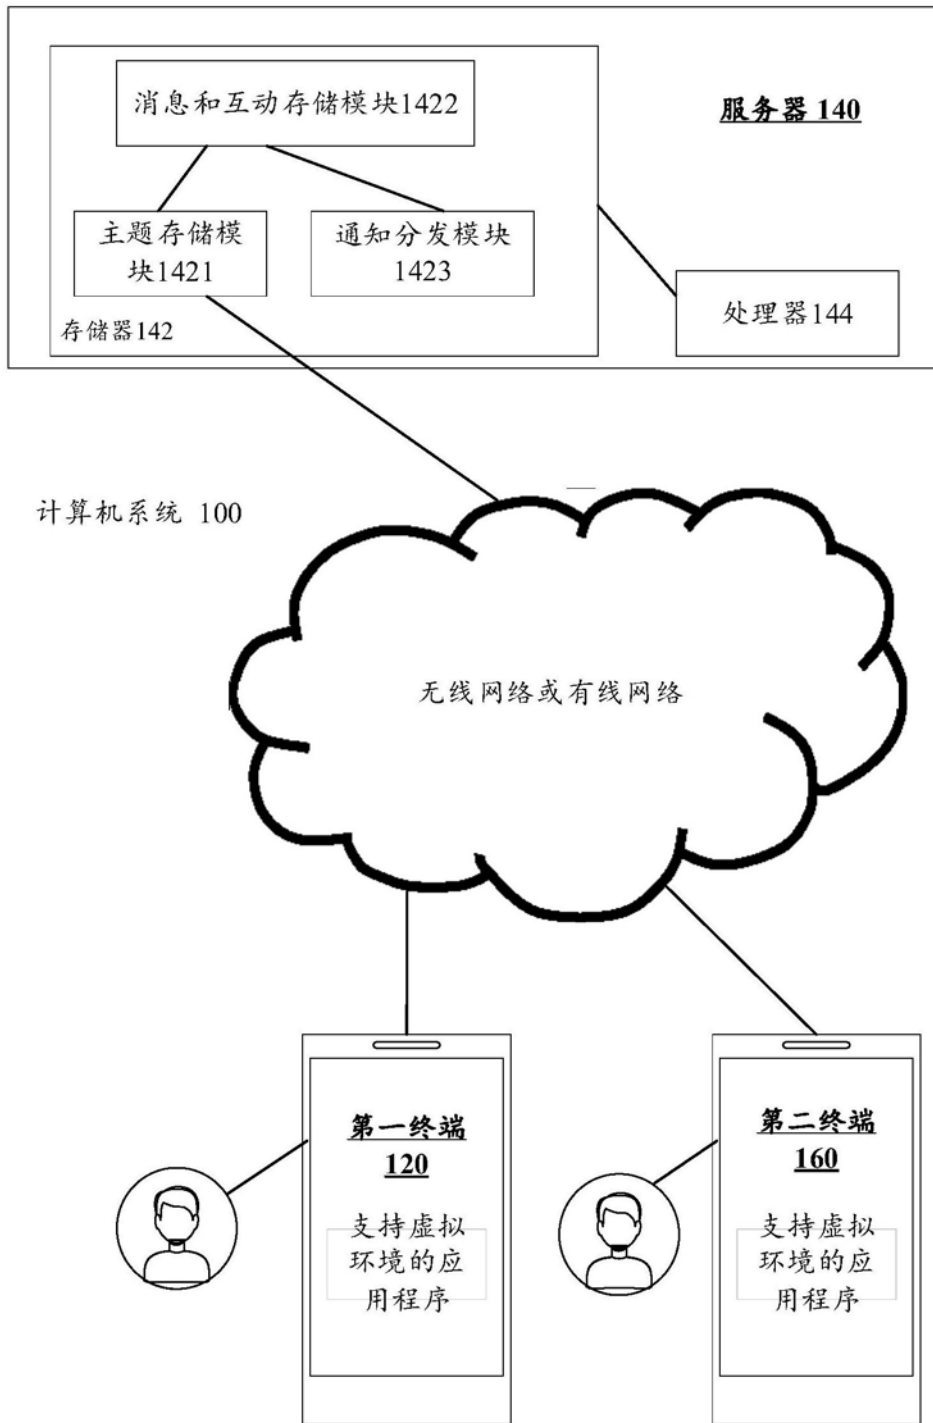 消息和互动存储模块1422
服务器 140
主题存储模
块1421
通知分发模块
1423
处理器144
存储器142
计算机系统 100
无线网络或有线网络
第一终端
120
支持虚拟
环境的应
用程序
第二终端
160
支持虚拟
环境的应
用程序